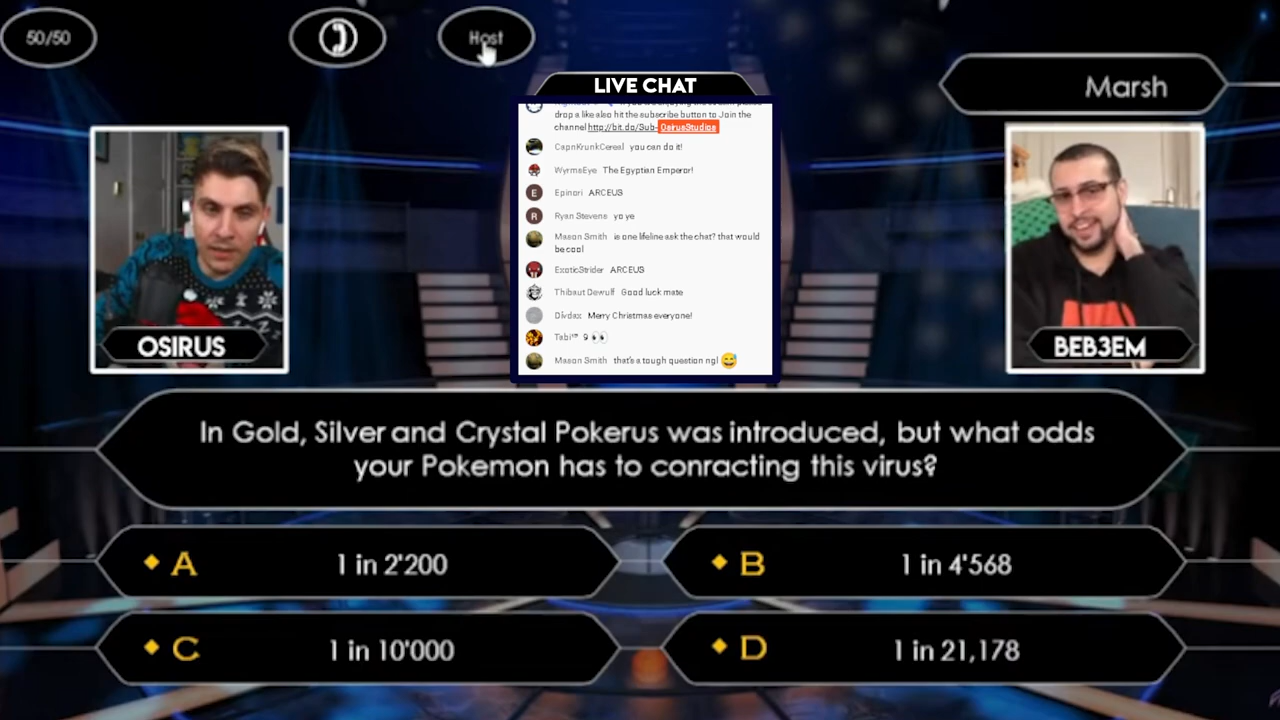 50/50
Host
Marsh
LIVE CHAT
drop a like also hit the subscribe button to Join the
channel http://bit.do/Sub-OsirusStudios
CapnKrunkCereal you can do it!
WyrmsEye The Egyptian Emperor!
E Epinori ARCEUS
R Ryan Stevens ya ye
Mason Smith is one lifeline ask the chat? that would
be cool
ExoticStrider ARCEUS
Thibaut Dewulf Good luck mate
Divdax Merry Christmas everyone!
Tabi 9 👀
Mason Smith that's a tough question ngl 😅
OSIRUS
BEB3EM
In Gold, Silver and Crystal Pokerus was introduced, but what odds
your Pokemon has to conracting this virus?
A 1 in 2'200
B 1 in 4'568
C 1 in 10'000
D 1 in 21,178